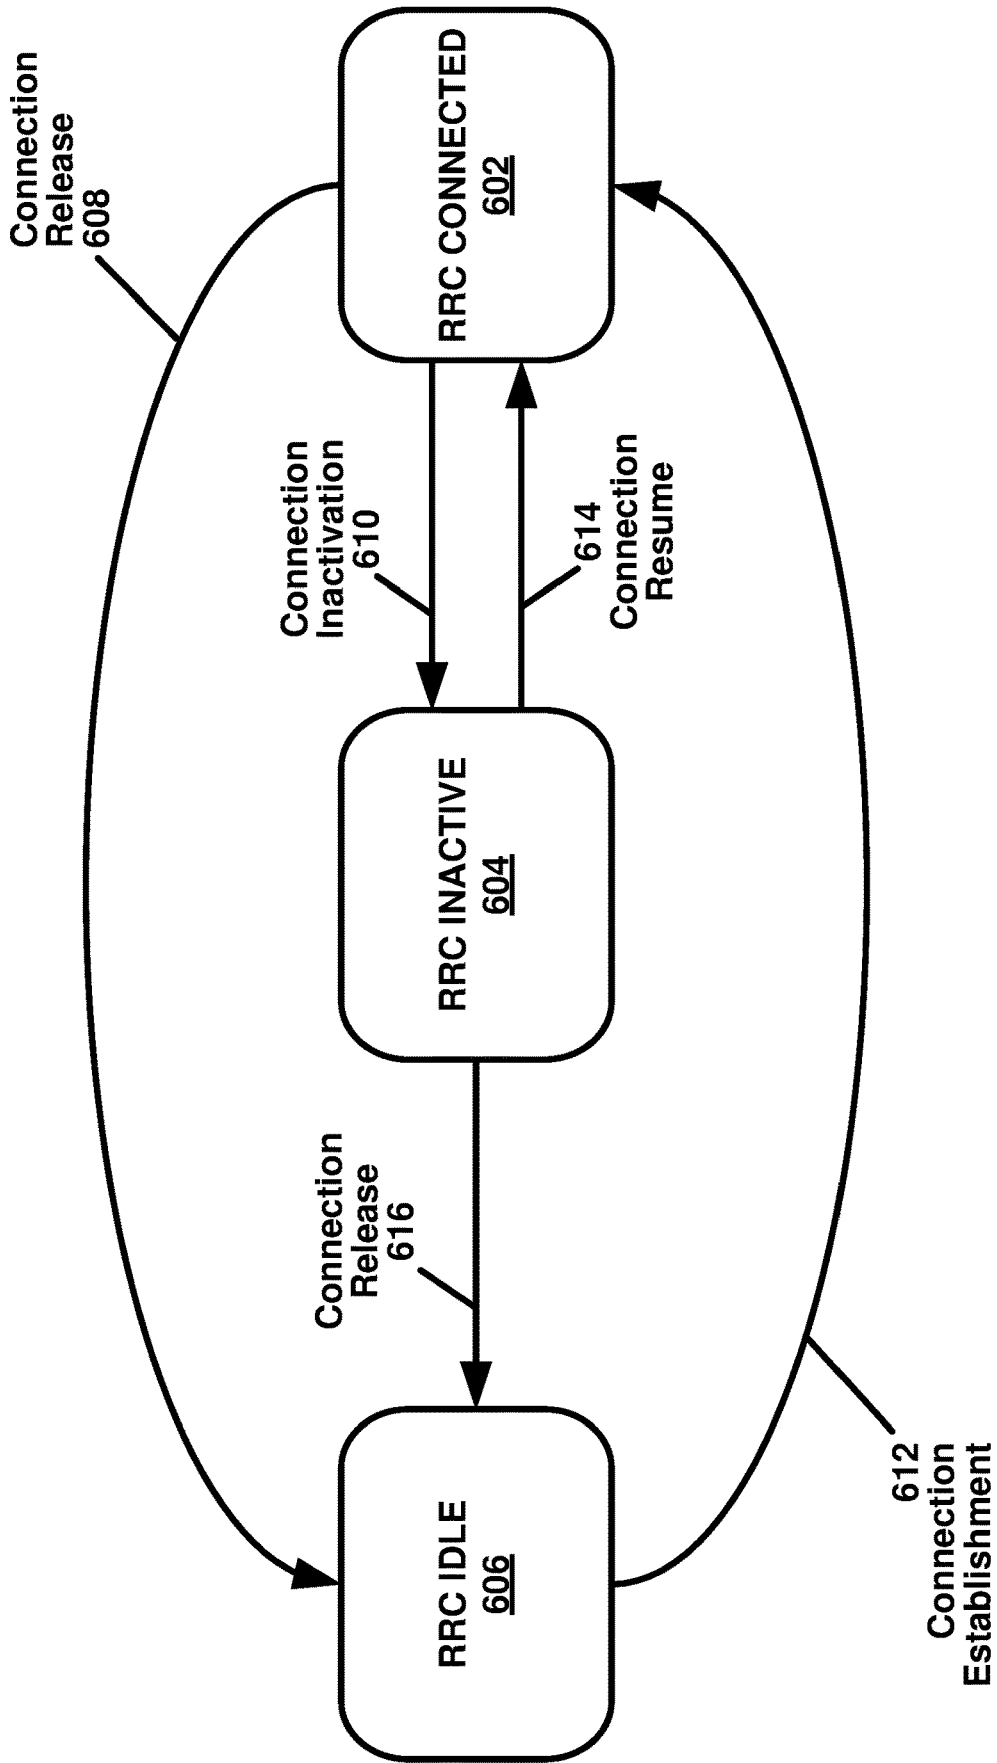 Connection
Release
608
RRC IDLE
606
Connection
Release
616
RRC INACTIVE
604
Connection
Inactivation
610
614
Connection
Resume
RRC CONNECTED
602
612
Connection
Establishment